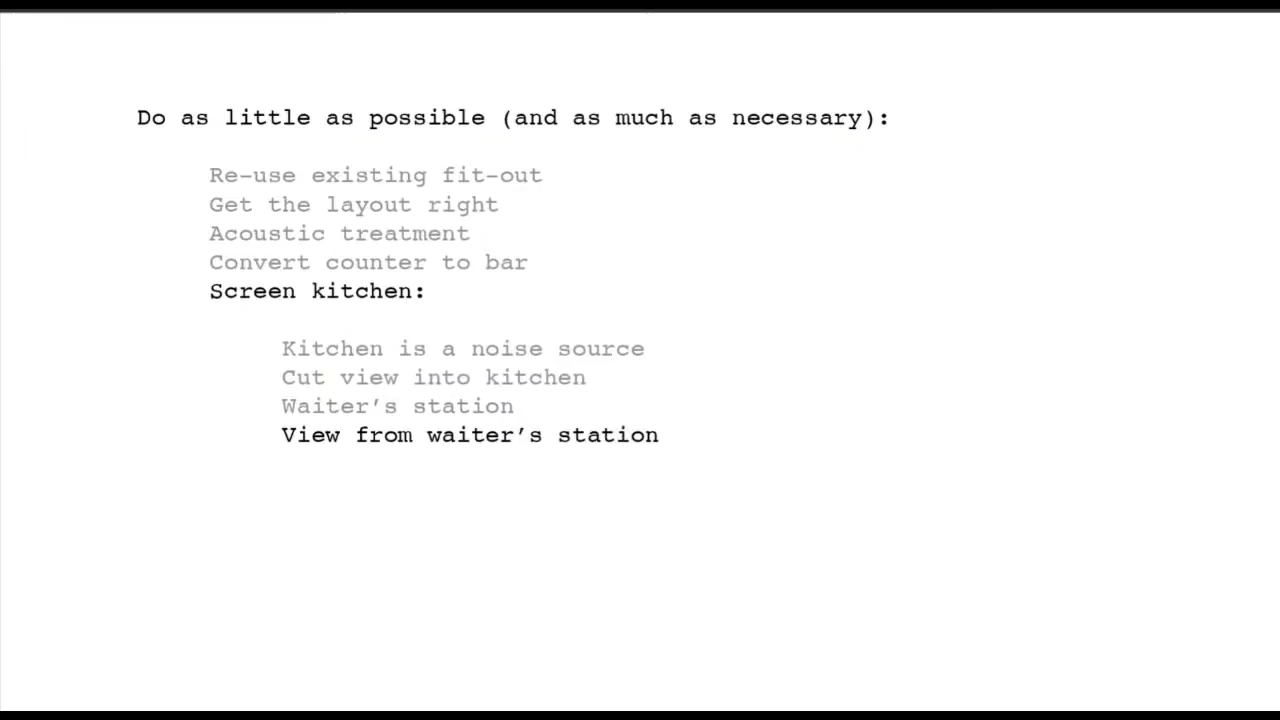 Do as little as possible (and as much as necessary):
Re-use existing fit-out
Get the layout right
Acoustic treatment
Convert counter to bar
Screen kitchen:
Kitchen is a noise source
Cut view into kitchen
Waiter’s station
View from waiter’s station